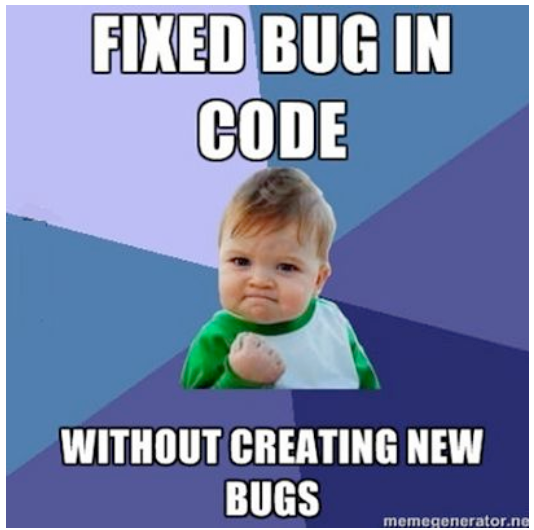 FIXED BUG IN
CODE
WITHOUT CREATING NEW
BUGS
memegenerator.ne